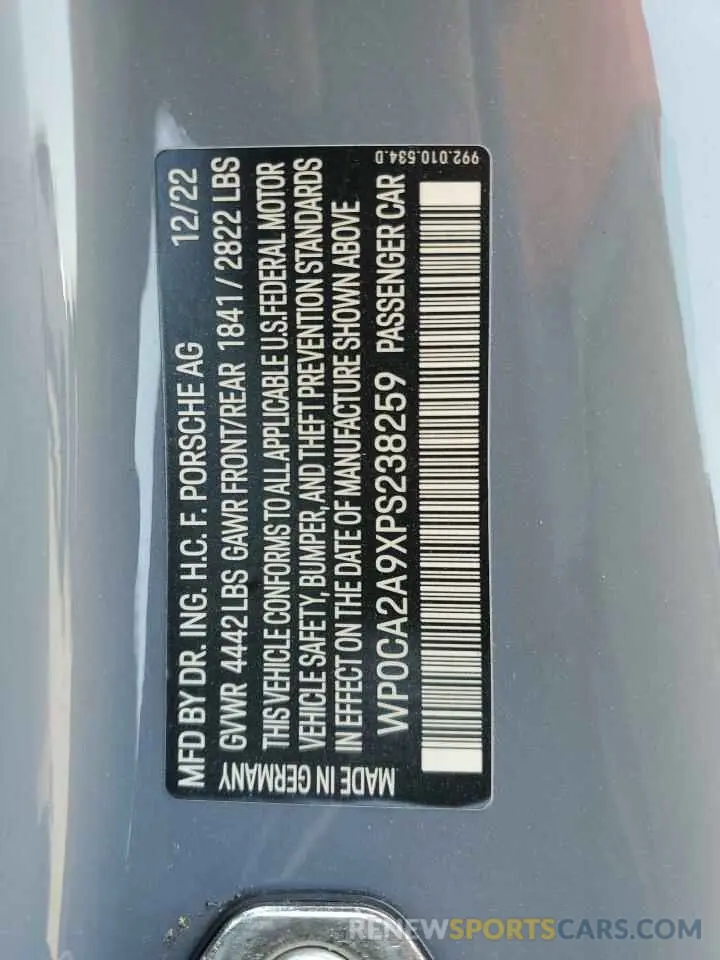 MFD BY DR. ING. H.C. F. PORSCHE AG 12/22
GVWR 4442 LBS GAWR FRONT/REAR 1841 / 2822 LBS
THIS VEHICLE CONFORMS TO ALL APPLICABLE U.S. FEDERAL MOTOR
VEHICLE SAFETY, BUMPER, AND THEFT PREVENTION STANDARDS
IN EFFECT ON THE DATE OF MANUFACTURE SHOWN ABOVE
WP0CA2A9XPS238259 PASSENGER CAR
MADE IN GERMANY
992.010.534.D
RENEWSPORTSCARS.COM